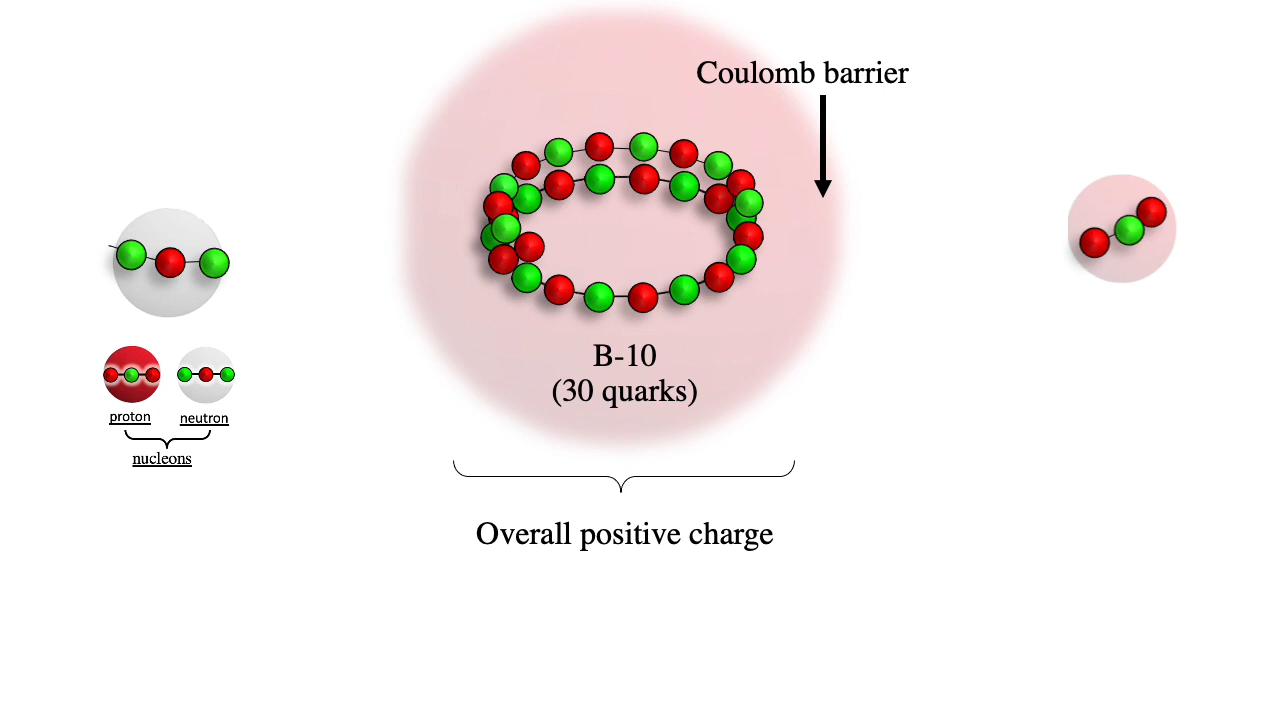 Coulomb barrier
B-10
(30 quarks)
proton
neutron
nucleons
Overall positive charge